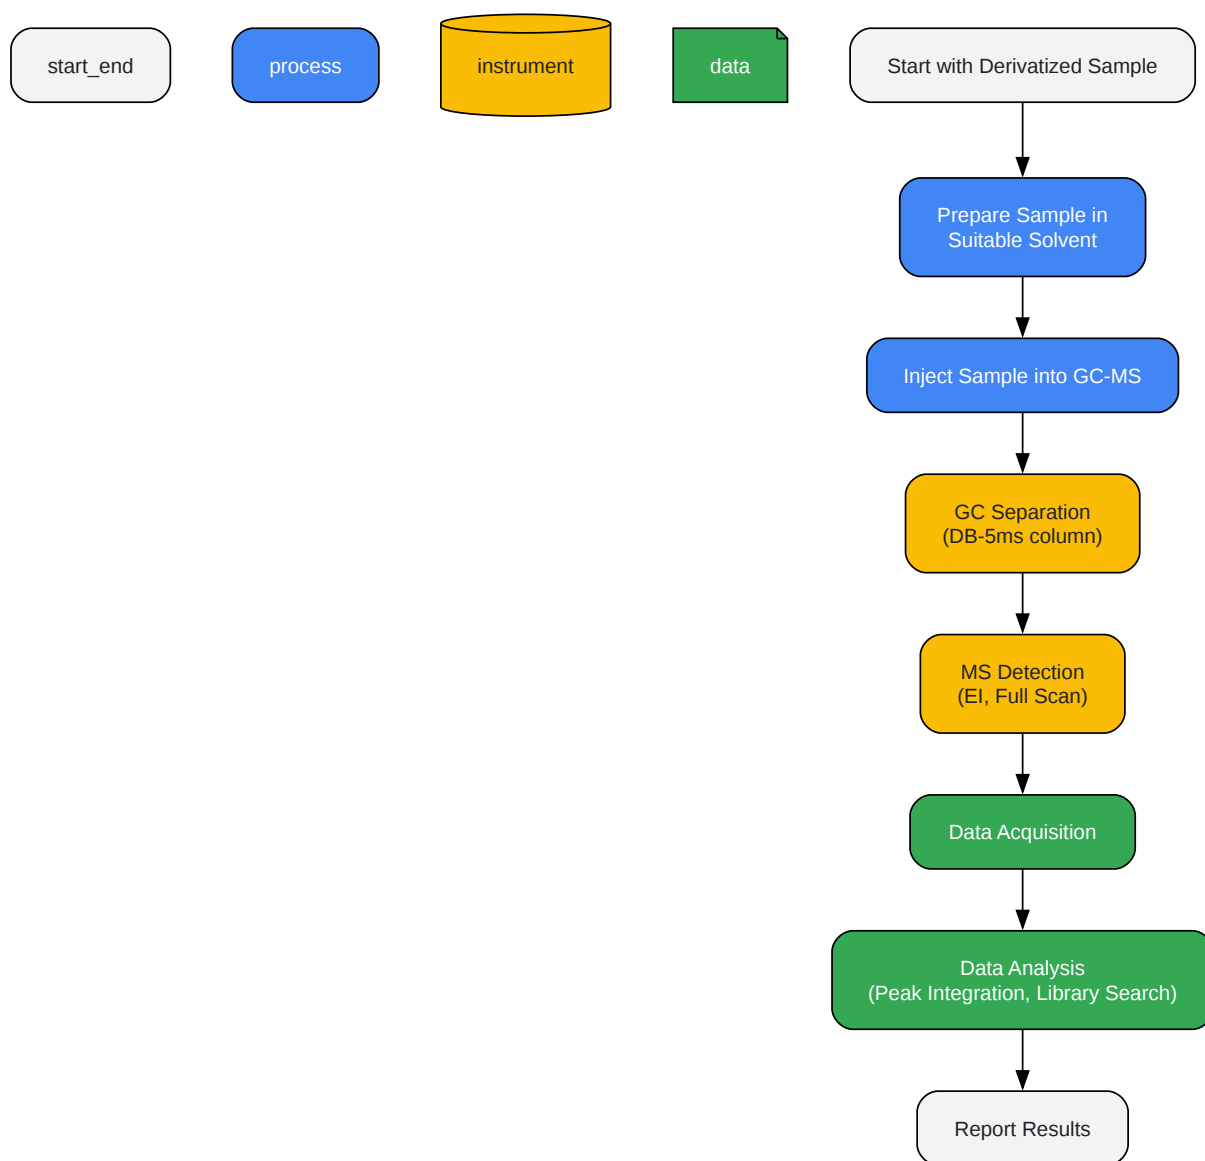 start_end
process
instrument
data
Start with Derivatized Sample
Prepare Sample in
Suitable Solvent
Inject Sample into GC-MS
GC Separation
(DB-5ms column)
MS Detection
(EI, Full Scan)
Data Acquisition
Data Analysis
(Peak Integration, Library Search)
Report Results